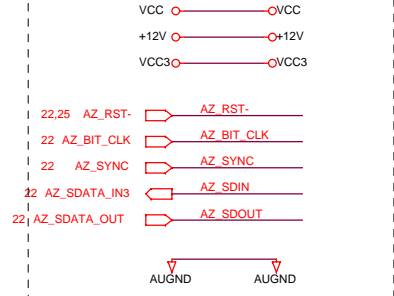 VCC VCC
+12V +12V
VCC3 VCC3
22,25 AZ_RST- AZ_RST-
22 AZ_BIT_CLK AZ_BIT_CLK
22 AZ_SYNC AZ_SYNC
22 AZ_SDATA_IN3 AZ_SDIN
22 AZ_SDATA_OUT AZ_SDOUT
AUGND AUGND